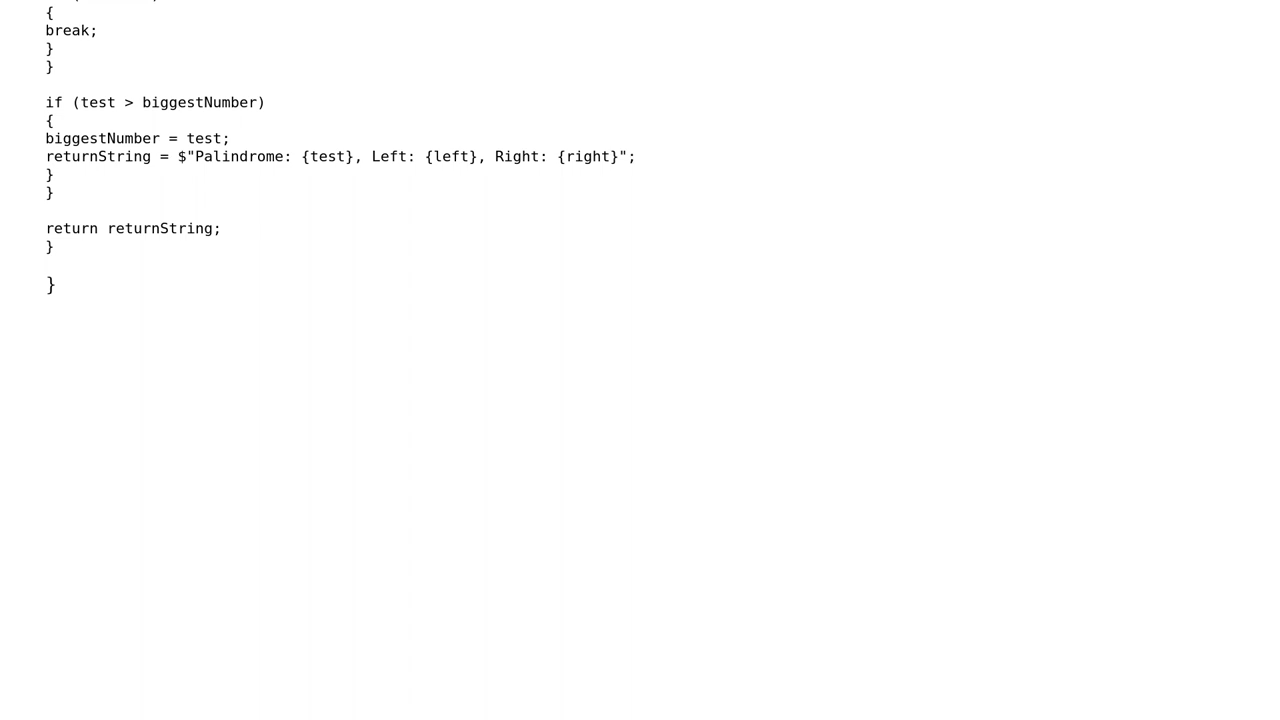 {
break;
}
}
if (test > biggestNumber)
{
biggestNumber = test;
returnString = $"Palindrome: {test}, Left: {left}, Right: {right}";
}
}
return returnString;
}
}